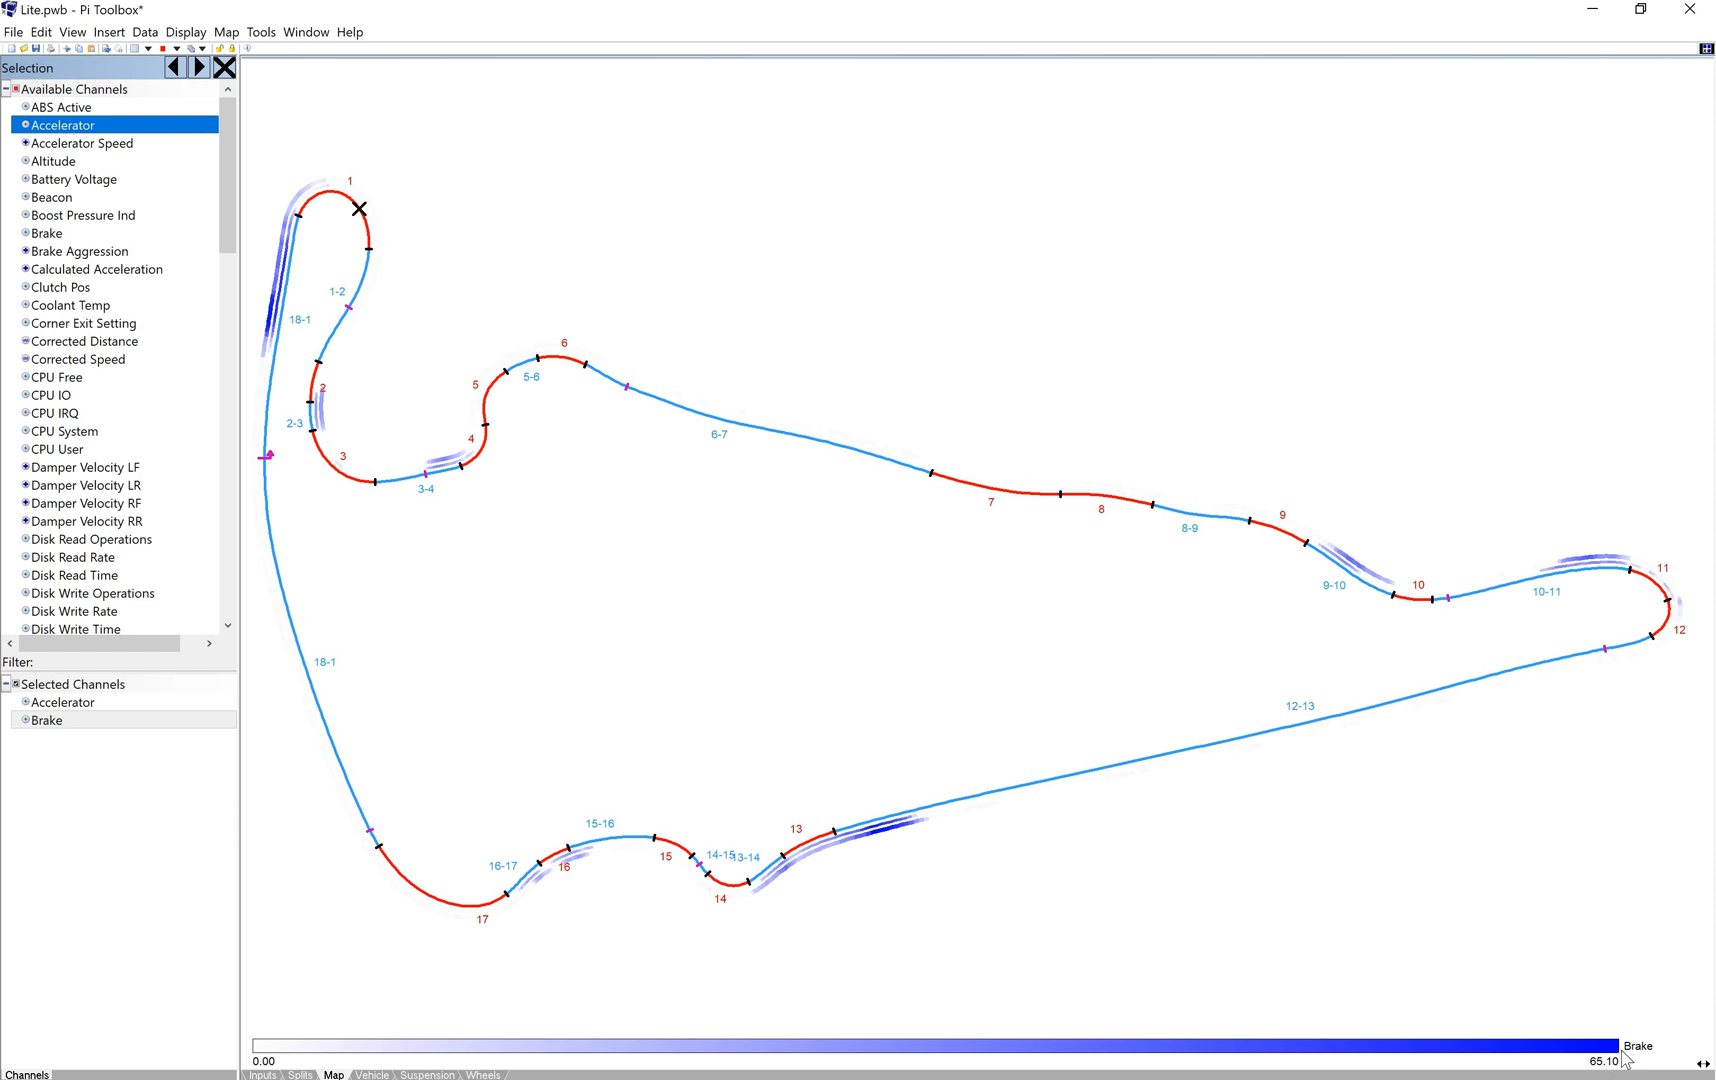 Lite.pwb - Pi Toolbox*
File Edit View Insert Data Display Map Tools Window Help
Selection
Available Channels
ABS Active
Accelerator
Accelerator Speed
Altitude
Battery Voltage
Beacon
Boost Pressure Ind
Brake
Brake Aggression
Calculated Acceleration
Clutch Pos
Coolant Temp
Corner Exit Setting
Corrected Distance
Corrected Speed
CPU Free
CPU IO
CPU IRQ
CPU System
CPU User
Damper Velocity LF
Damper Velocity LR
Damper Velocity RF
Damper Velocity RR
Disk Read Operations
Disk Read Rate
Disk Read Time
Disk Write Operations
Disk Write Rate
Disk Write Time
Filter:
Selected Channels
Accelerator
Brake
Channels
1
1-2
18-1
6
5
5-6
2
2-3
4
6-7
3
3-4
7
8
9
8-9
11
9-10
10
10-11
12
18-1
12-13
15-16
13
16-17
16
15
14-15
13-14
14
17
Brake
0.00
65.10
Inputs Splits Map Vehicle Suspension Wheels